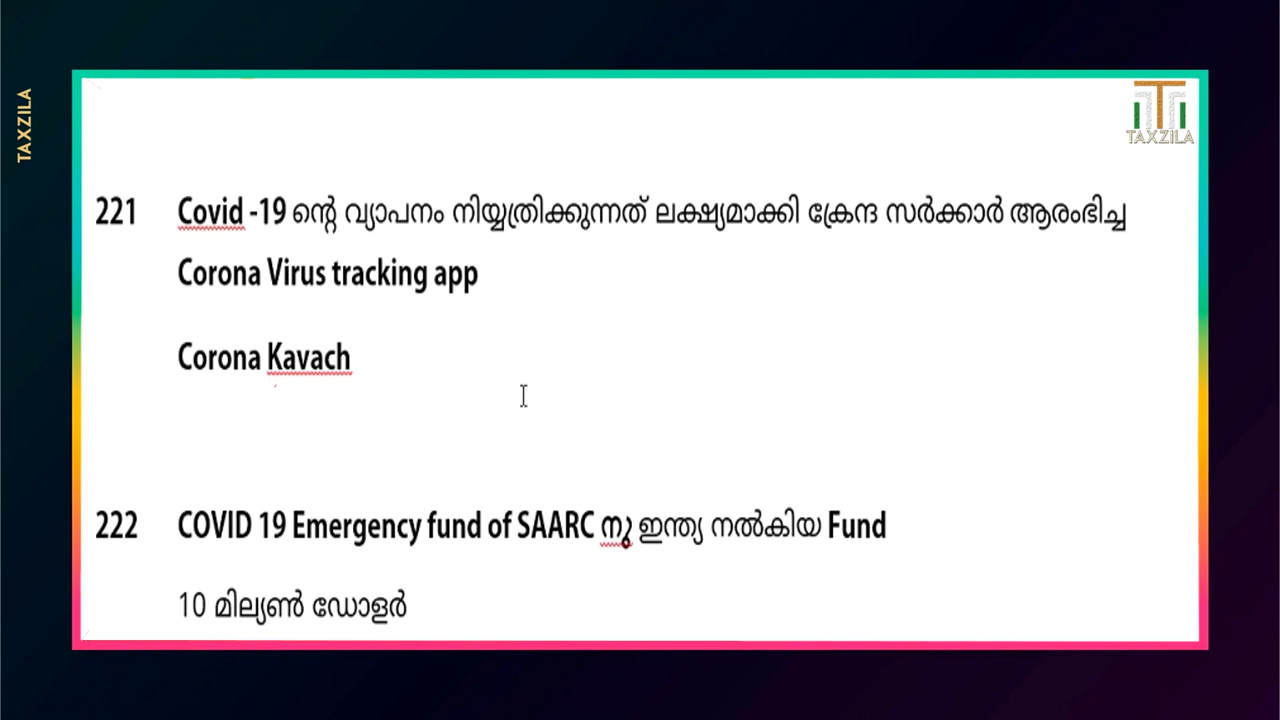 TAXZILA
TAXZILA
221 Covid -19 ന്റെ വ്യാപനം നിയ്യത്രിക്കുന്നത് ലക്ഷ്യമാക്കി ക്രേന്ദ സർക്കാർ ആരംഭിച്ച
Corona Virus tracking app
Corona Kavach
222 COVID 19 Emergency fund of SAARC നു ഇന്ത്യ നൽകിയ Fund
10 മില്യൺ ഡോളർ